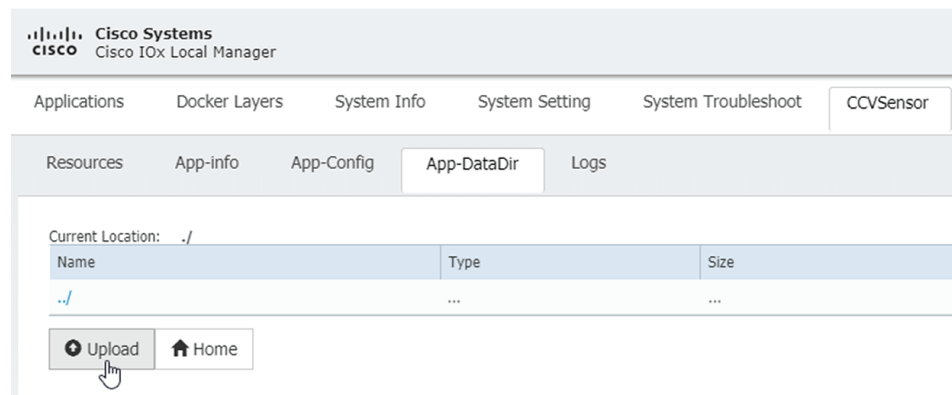 CISCO Cisco Systems
Cisco IOx Local Manager
Applications Docker Layers System Info System Setting System Troubleshoot CCVSensor
Resources App-info App-Config App-DataDir Logs
Current Location: ./
Name Type Size
../ ... ...
Upload Home